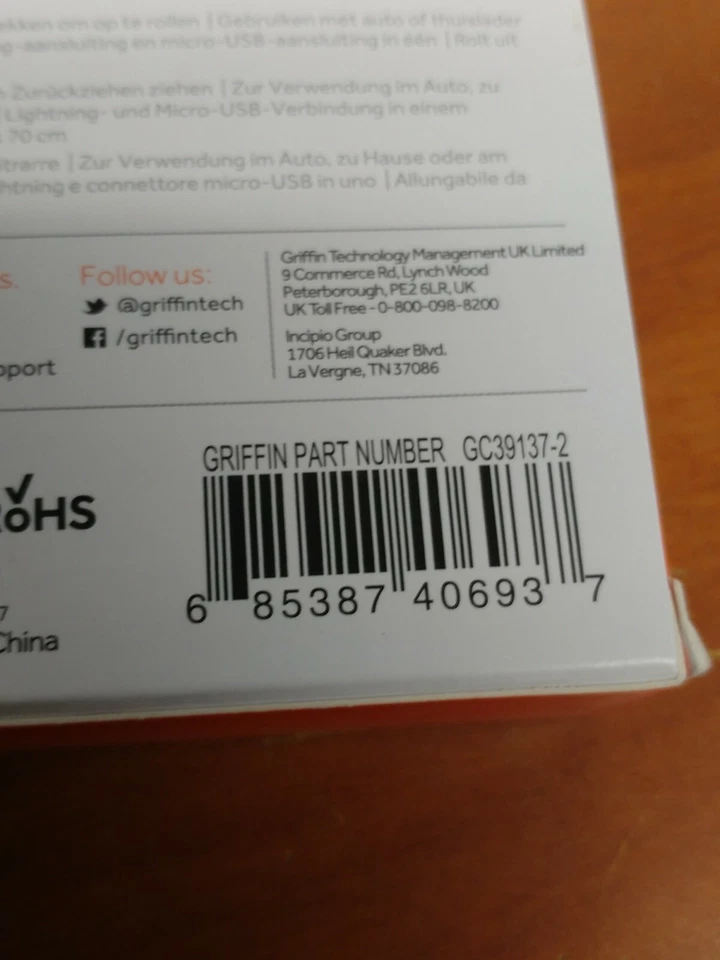 ekken om op te rollen | Gebruiken met auto of thuislader
g-aansluiting en micro-USB-aansluiting in één | Rolt uit
Zurückziehen ziehen | Zur Verwendung im Auto, zu
Lightning- und Micro-USB-Verbindung in einem
: 70 cm
itrarre | Zur Verwendung im Auto, zu Hause oder am
htning e connettore micro-USB in uno | Allungabile da
s.
Follow us:
@griffintech
/griffintech
pport
Griffin Technology Management UK Limited
9 Commerce Rd, Lynch Wood
Peterborough, PE2 6LR, UK
UK Toll Free - 0-800-098-8200
Incipio Group
1706 Heil Quaker Blvd.
La Vergne, TN 37086
GRIFFIN PART NUMBER GC39137-2
RoHS
7
China
6 85387 40693 7